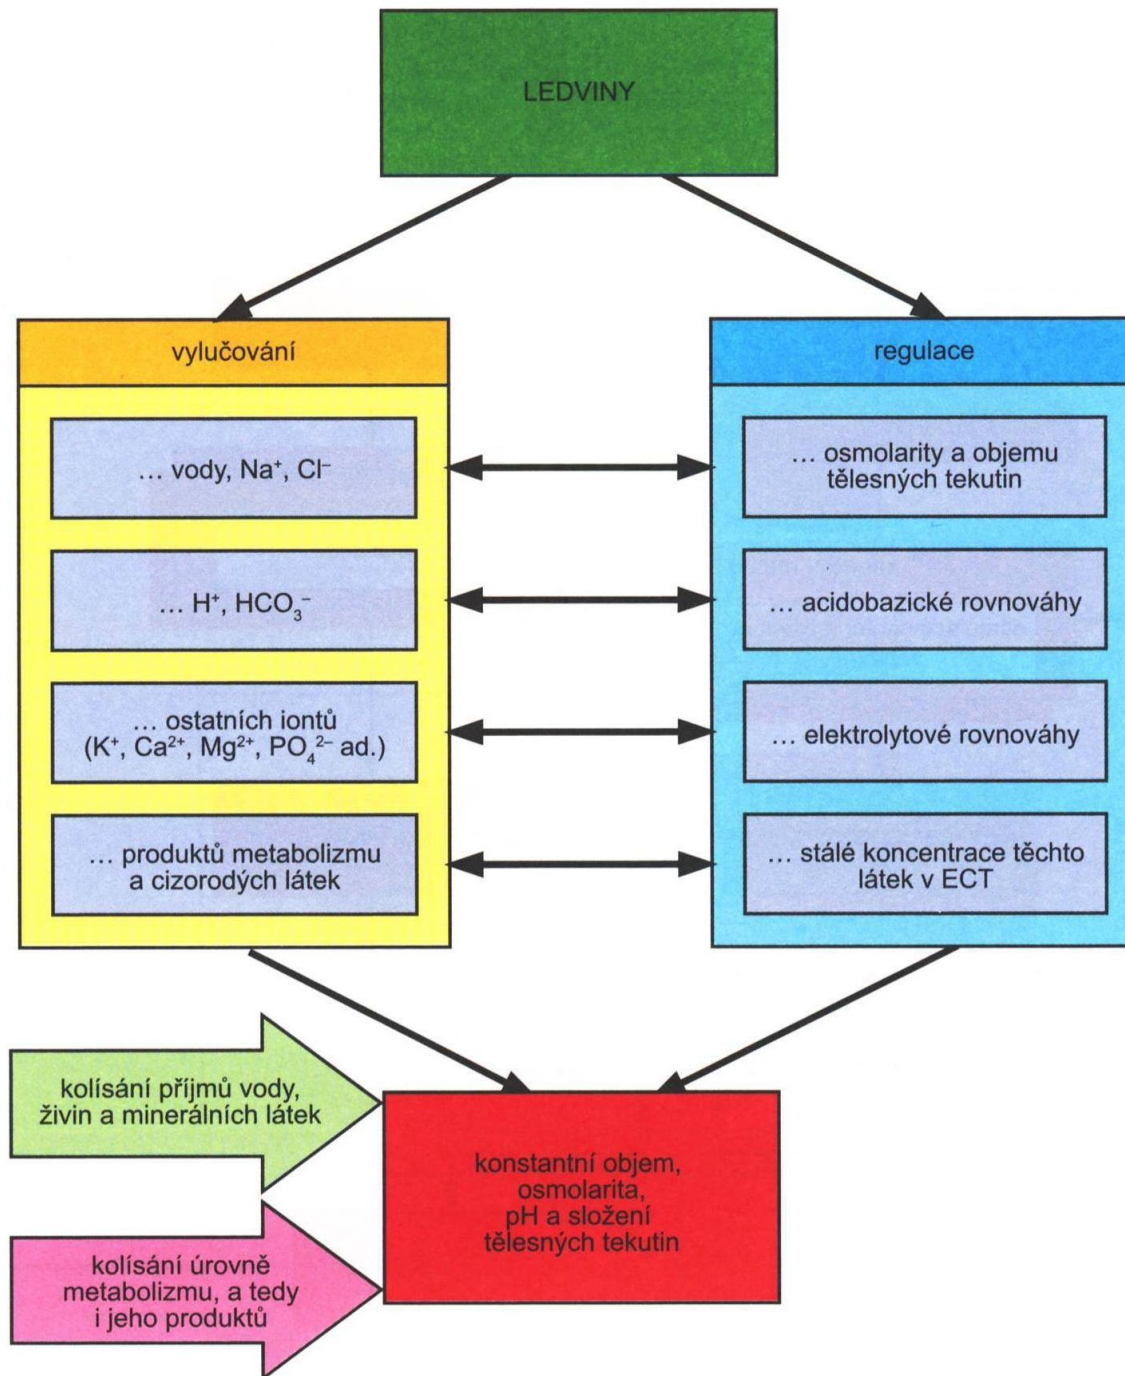 LEDVINY
vylučování
… vody, Na⁺, Cl⁻
… H⁺, HCO₃⁻
… ostatních iontů
(K⁺, Ca²⁺, Mg²⁺, PO₄²⁻ ad.)
… produktů metabolizmu
a cizorodých látek
regulace
… osmolarity a objemu
tělesných tekutin
… acidobazické rovnováhy
… elektrolytové rovnováhy
… stálé koncentrace těchto
látek v ECT
kolísání příjmů vody,
živin a minerálních látek
kolísání úrovně
metabolizmu, a tedy
i jeho produktů
konstantní objem,
osmolarita,
pH a složení
tělesných tekutin